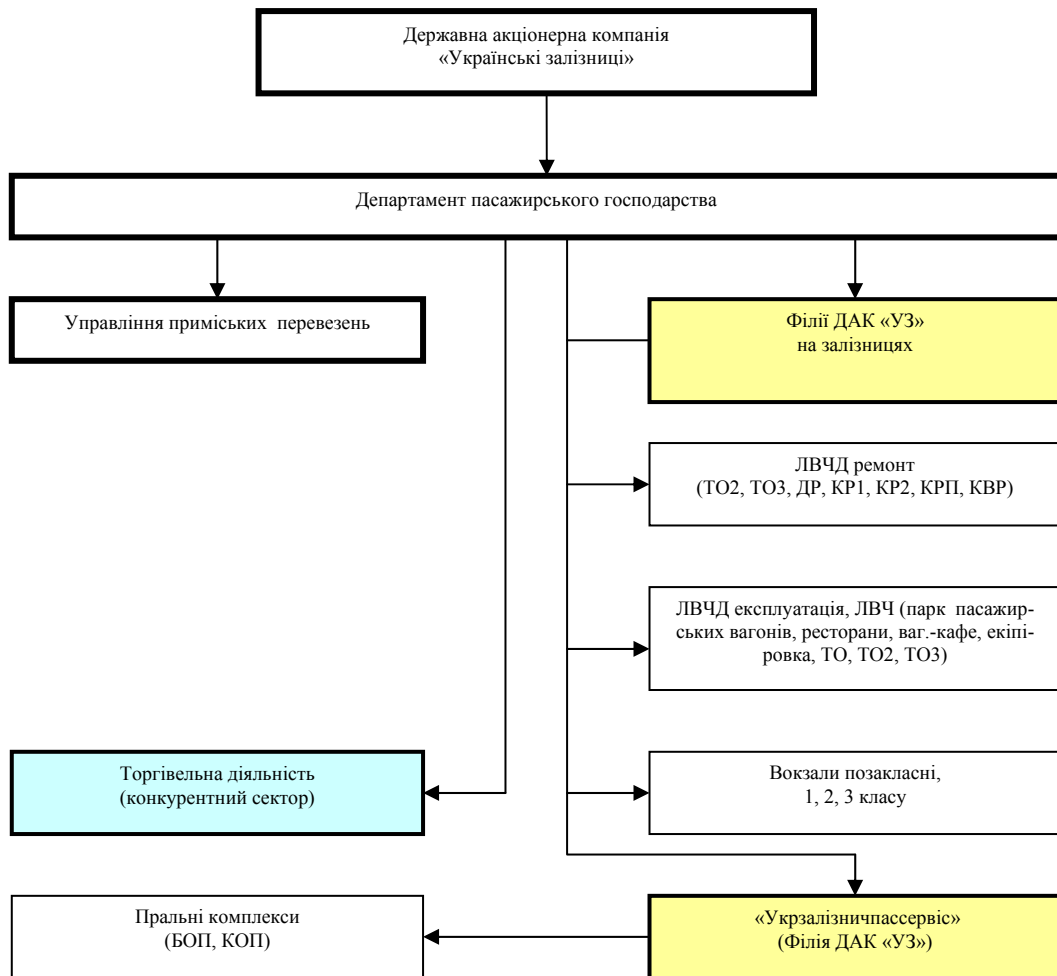 Державна акціонерна компанія
«Українські залізниці»
Департамент пасажирського господарства
Управління приміських перевезень
Філії ДАК «УЗ»
на залізницях
ЛВЧД ремонт
(ТО2, ТО3, ДР, КР1, КР2, КРП, КВР)
ЛВЧД експлуатація, ЛВЧ (парк пасажир-
ських вагонів, ресторани, ваг.-кафе, екіпі-
ровка, ТО, ТО2, ТО3)
Торгівельна діяльність
(конкурентний сектор)
Вокзали позакласні,
1, 2, 3 класу
Пральні комплекси
(БОП, КОП)
«Укрзалізничпассервіс»
(Філія ДАК «УЗ»)